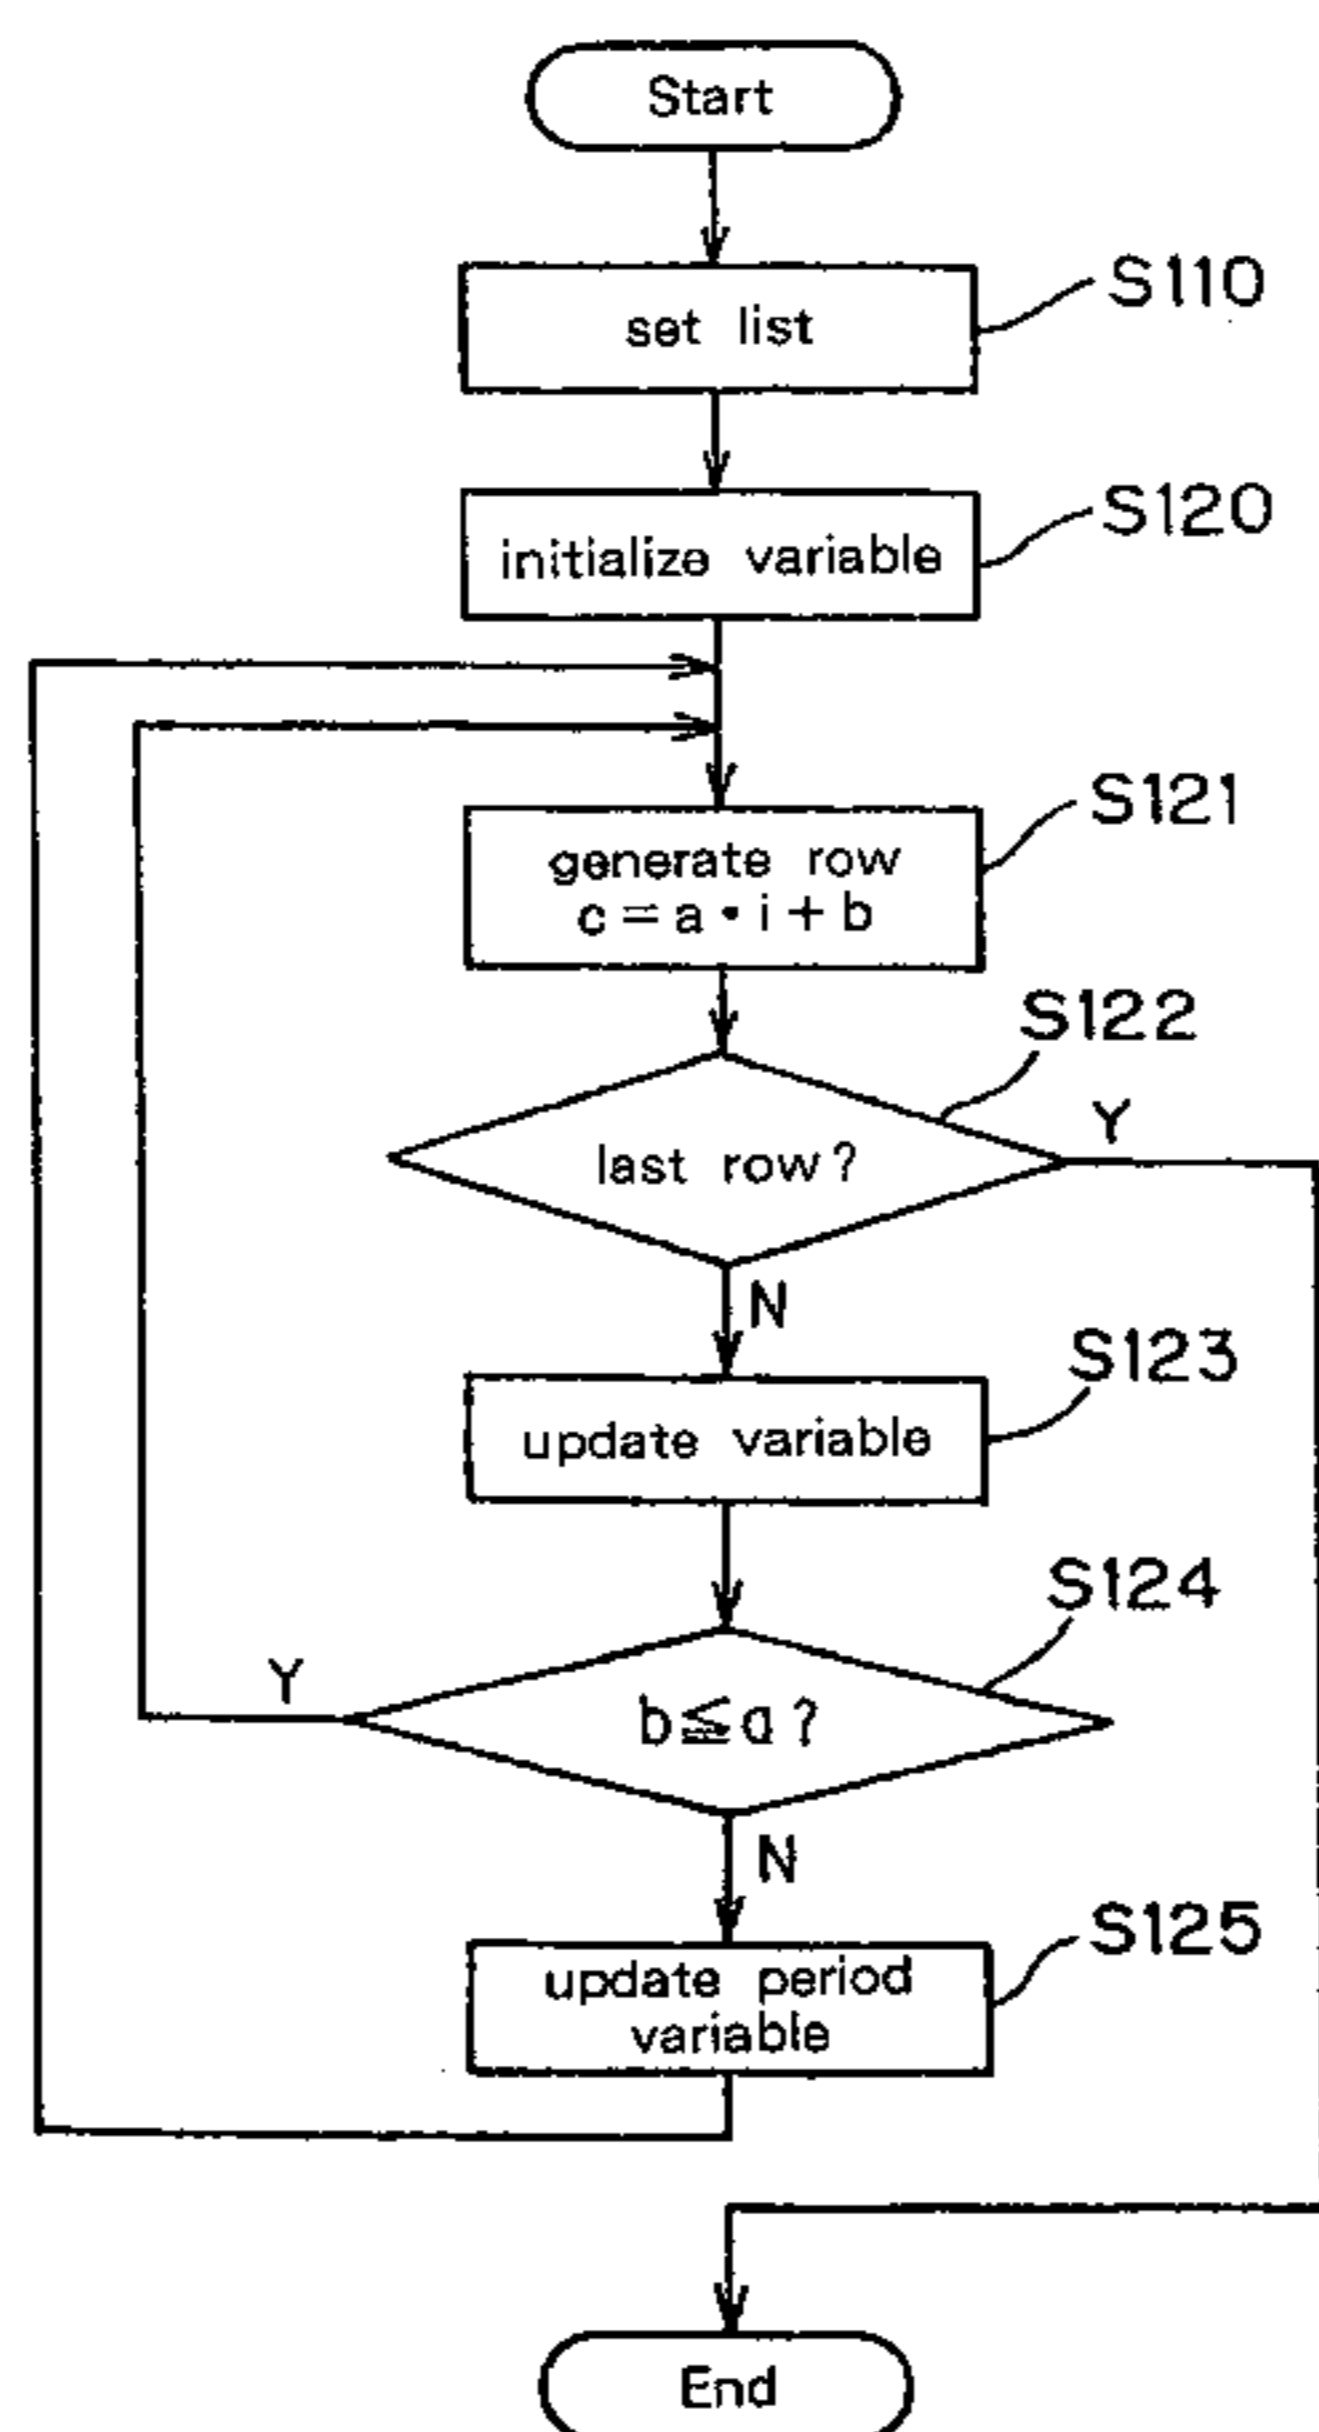 Start
set list
S110
initialize variable
S120
generate row
c = a • i + b
S121
S122
last row?
Y
N
S123
update variable
S124
Y
b≦a?
N
S125
update period
variable
End